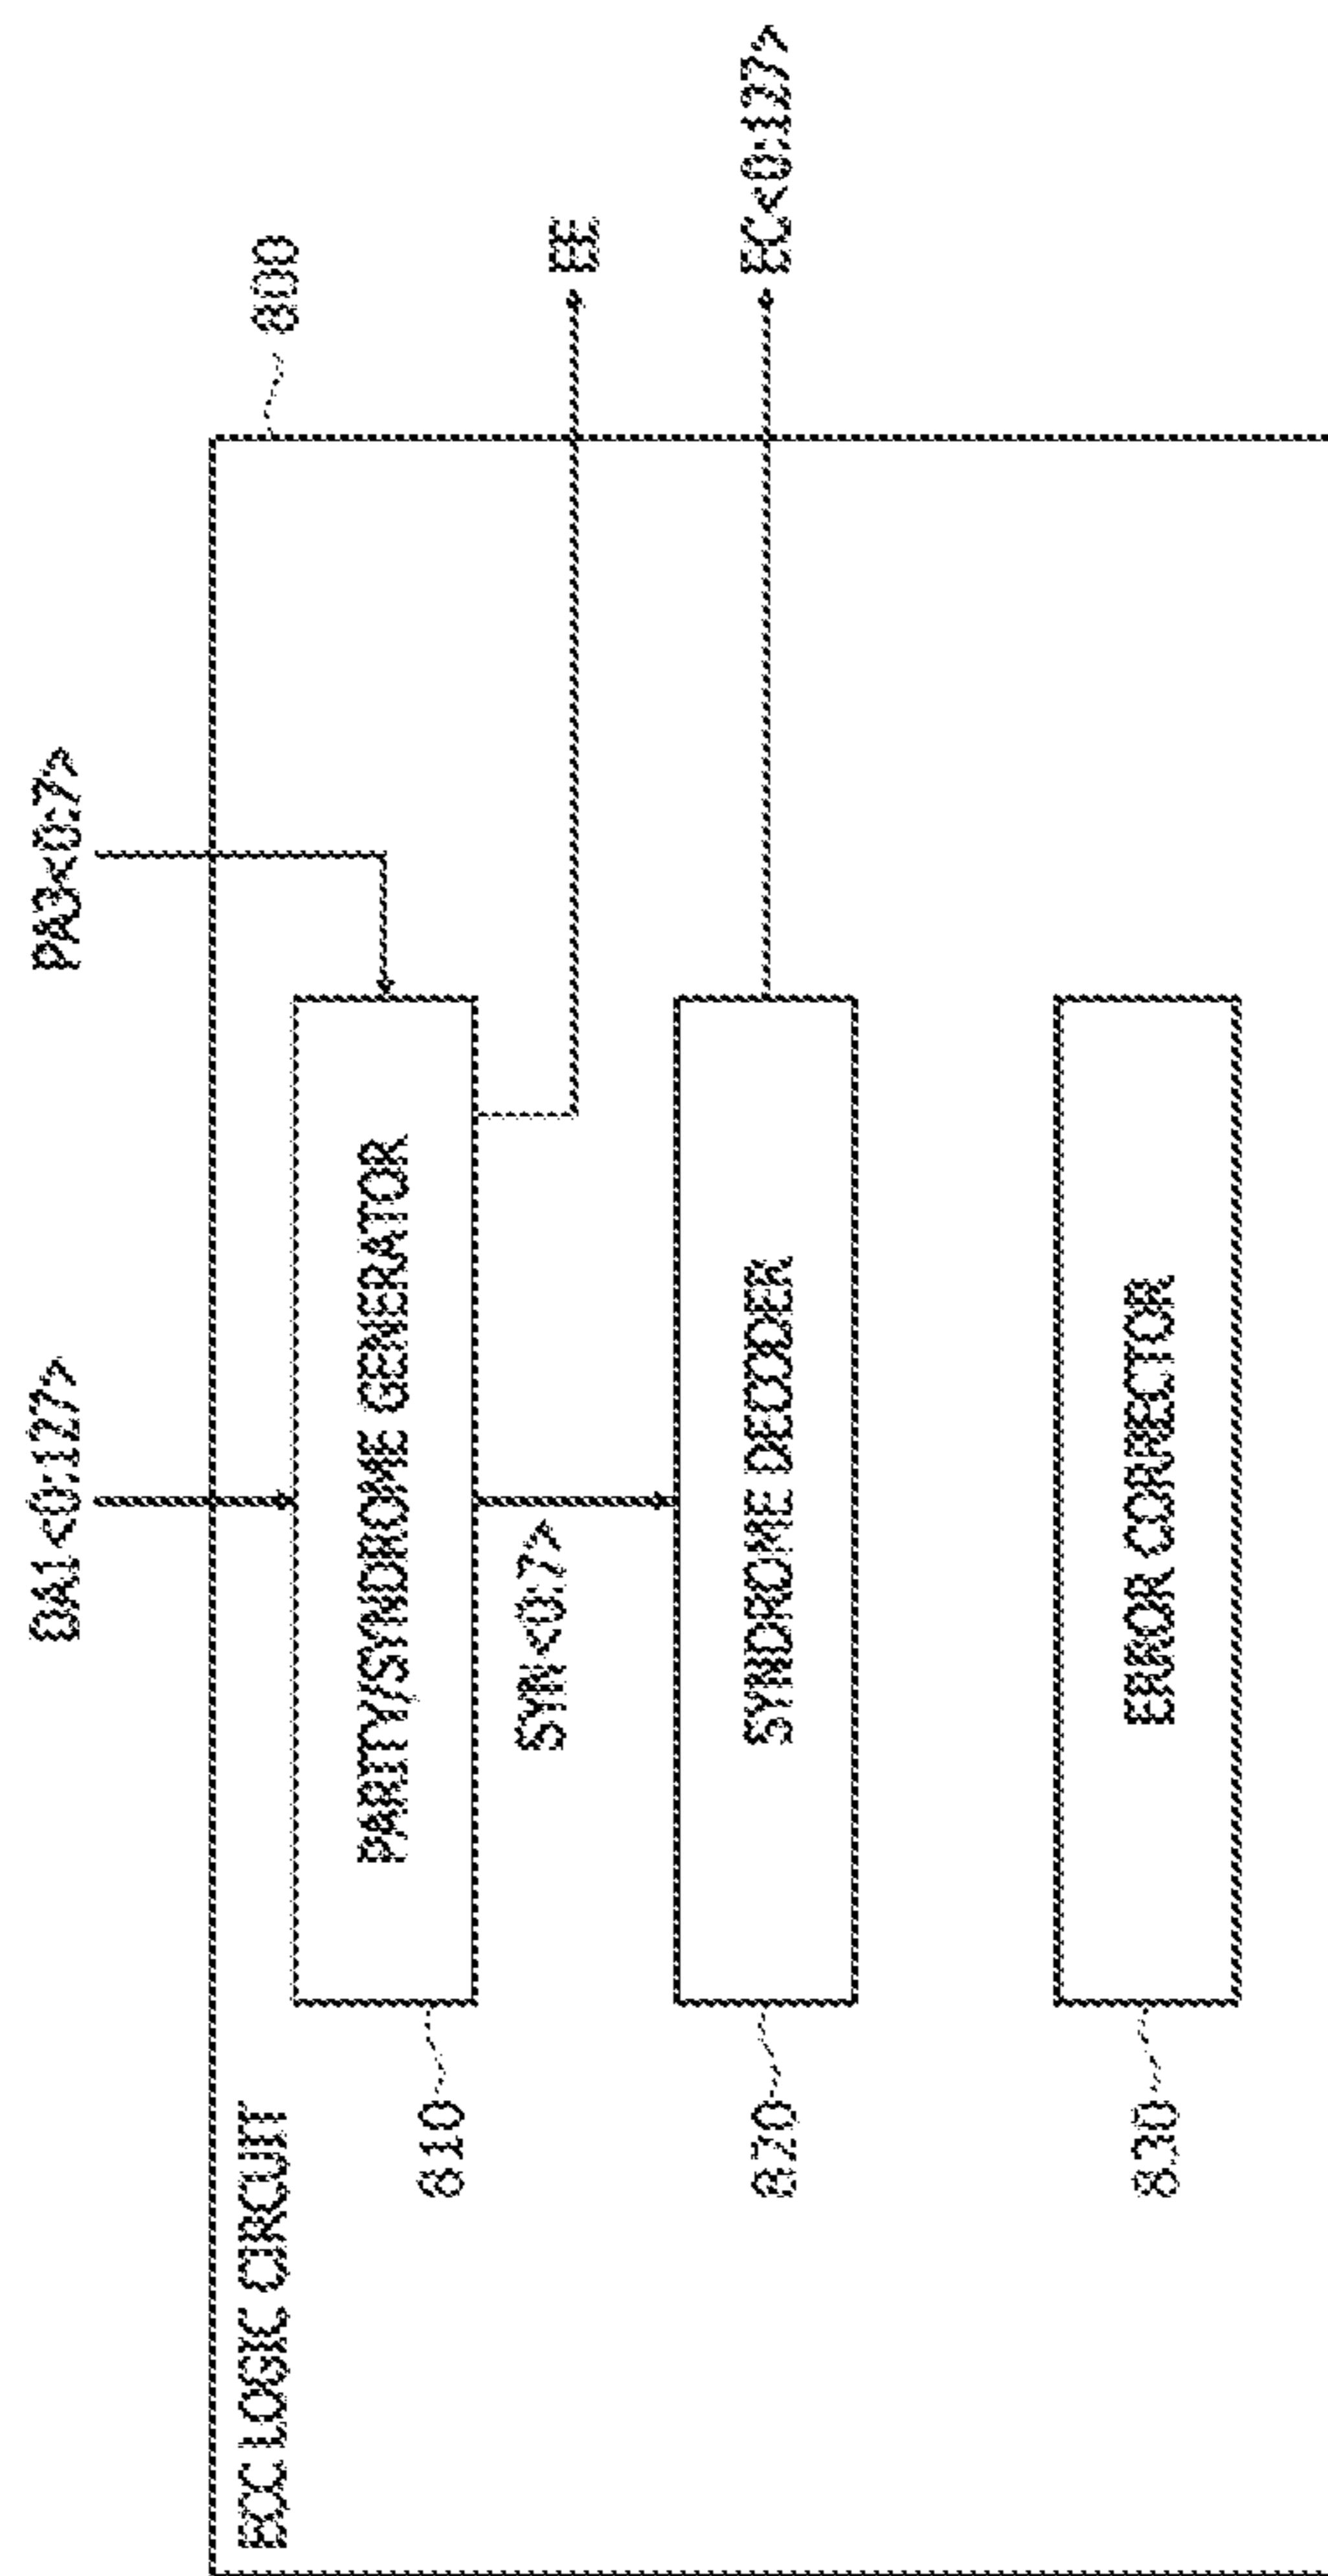 DA1<0:127>
PA3<0:7>
ECC LOGIC CIRCUIT
800
810
PARITY/SYNDROME GENERATOR
SYN<0:7>
EE
820
SYNDROME DECODER
EC<0:127>
830
ERROR CORRECTOR